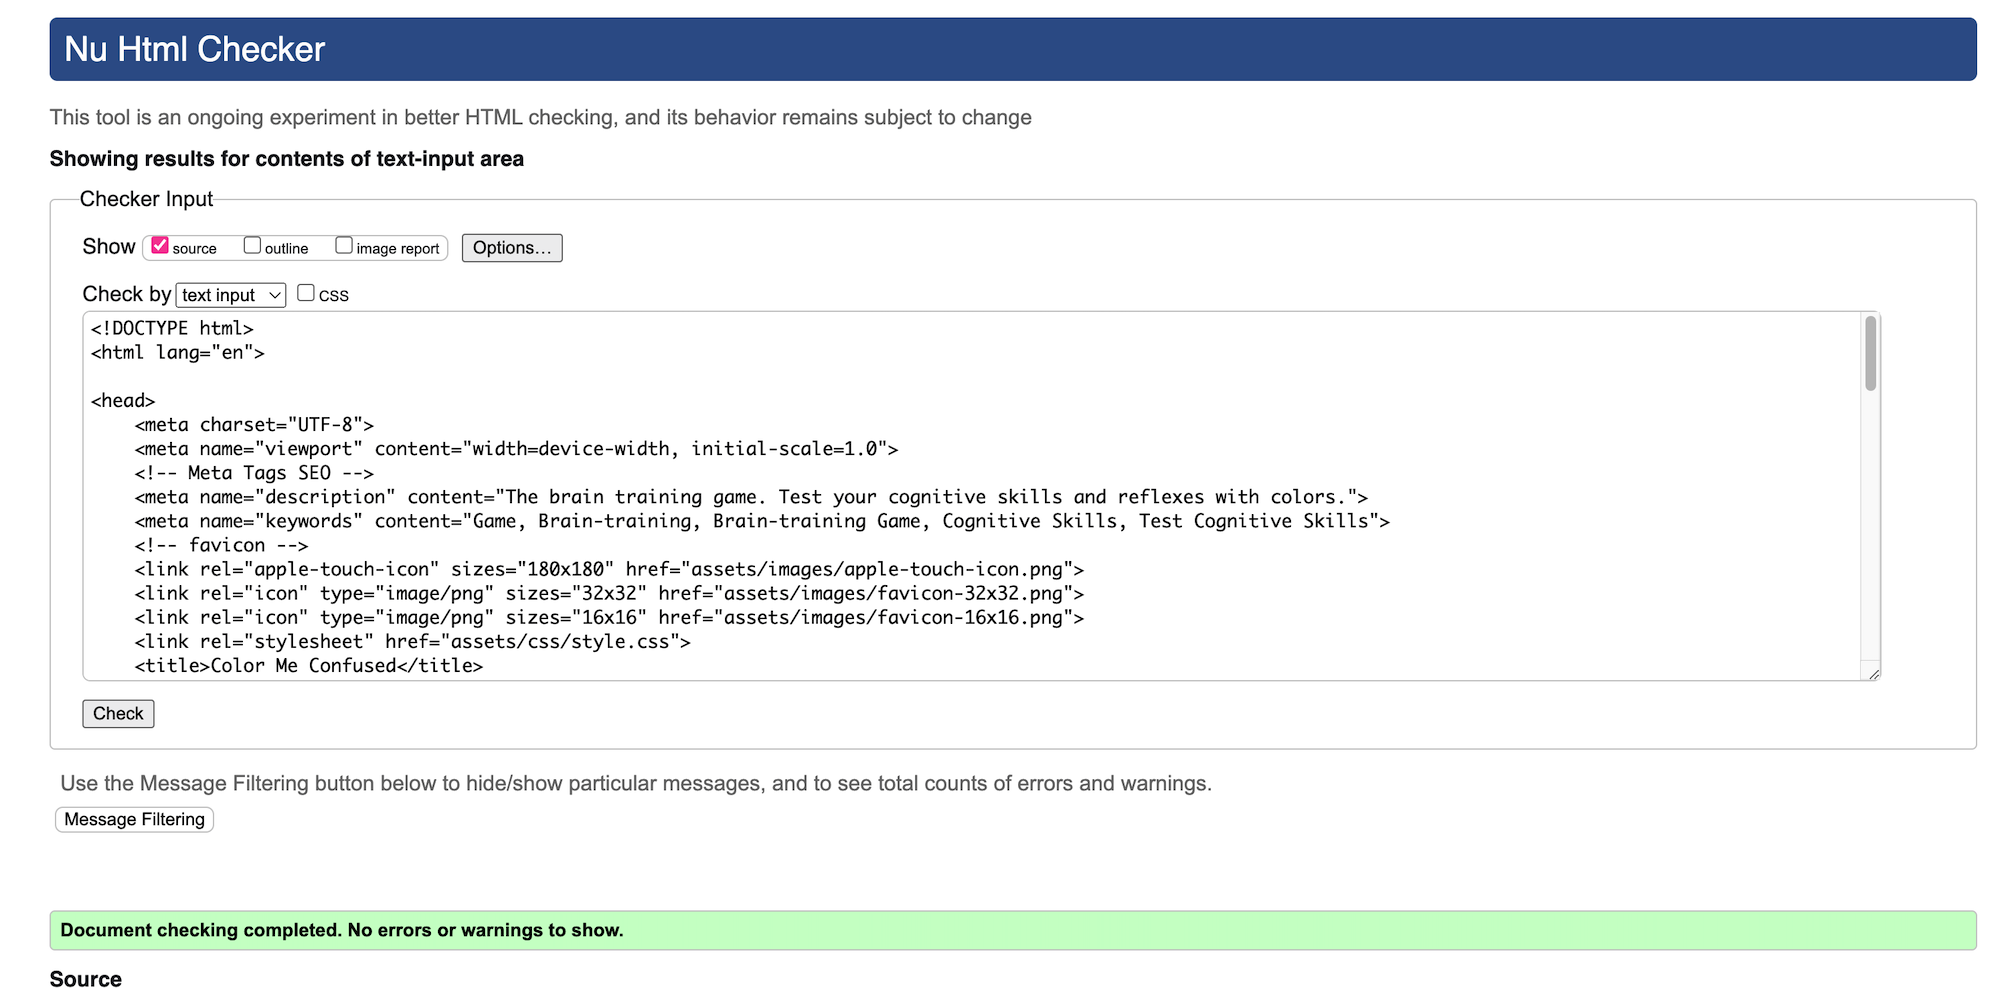 Nu Html Checker
This tool is an ongoing experiment in better HTML checking, and its behavior remains subject to change
Showing results for contents of text-input area
Checker Input
Show source outline image report Options...
Check by text input css
<!DOCTYPE html>
<html lang="en">
<head>
<meta charset="UTF-8">
<meta name="viewport" content="width=device-width, initial-scale=1.0">
<!-- Meta Tags SEO -->
<meta name="description" content="The brain training game. Test your cognitive skills and reflexes with colors.">
<meta name="keywords" content="Game, Brain-training, Brain-training Game, Cognitive Skills, Test Cognitive Skills">
<!-- favicon -->
<link rel="apple-touch-icon" sizes="180x180" href="assets/images/apple-touch-icon.png">
<link rel="icon" type="image/png" sizes="32x32" href="assets/images/favicon-32x32.png">
<link rel="icon" type="image/png" sizes="16x16" href="assets/images/favicon-16x16.png">
<link rel="stylesheet" href="assets/css/style.css">
<title>Color Me Confused</title>
Check
Use the Message Filtering button below to hide/show particular messages, and to see total counts of errors and warnings.
Message Filtering
Document checking completed. No errors or warnings to show.
Source